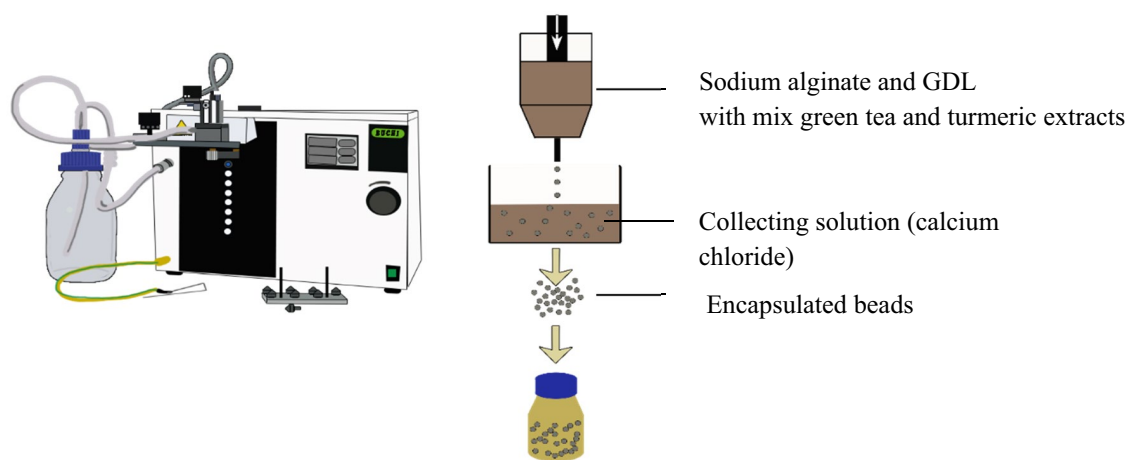 BUCHI
Sodium alginate and GDL
with mix green tea and turmeric extracts
Collecting solution (calcium
chloride)
Encapsulated beads